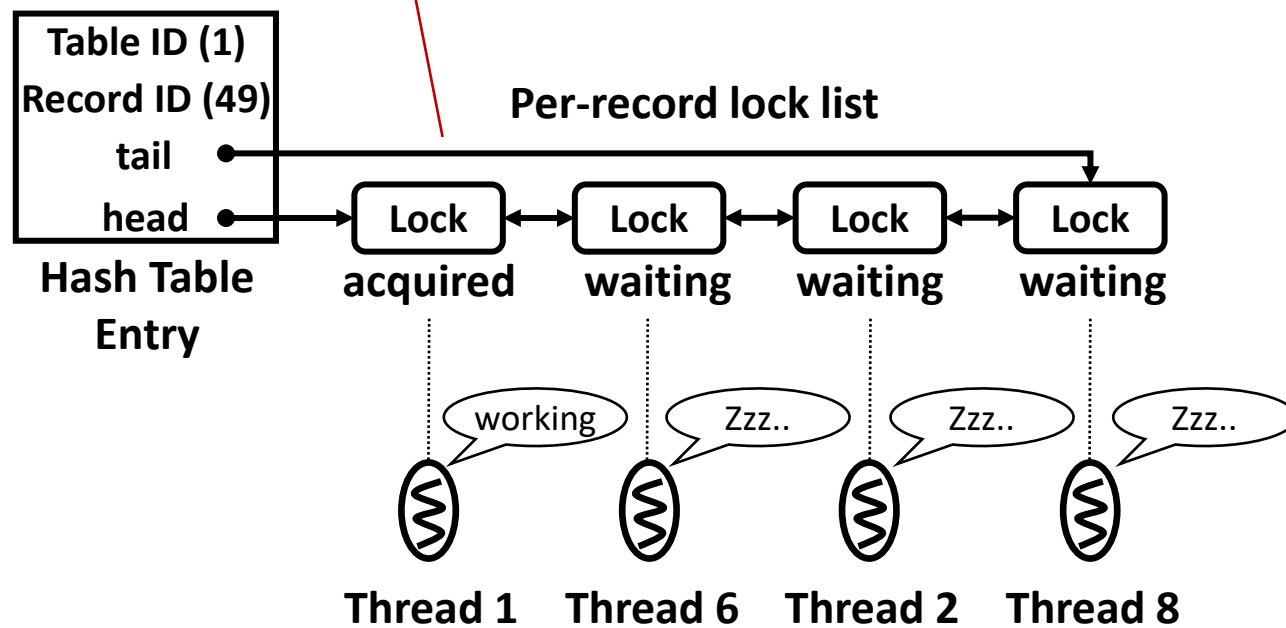 Table ID (1)
Record ID (49)
tail
head
Hash Table
Entry
Per-record lock list
Lock
Lock
Lock
Lock
acquired
waiting
waiting
waiting
working
Zzz..
Zzz..
Zzz..
Thread 1
Thread 6
Thread 2
Thread 8